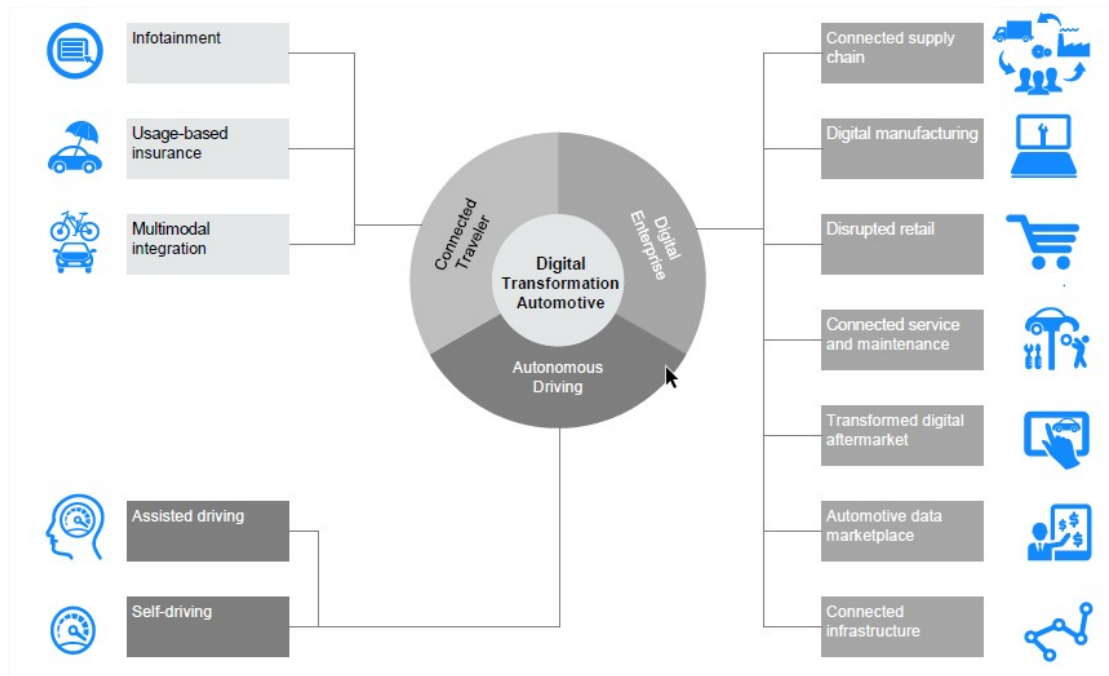 Infotainment
Usage-based
insurance
Multimodal
integration
Connected
Traveler
Digital
Enterprise
Digital
Transformation
Automotive
Autonomous
Driving
Assisted driving
Self-driving
Connected supply
chain
Digital manufacturing
Disrupted retail
Connected service
and maintenance
Transformed digital
aftermarket
Automotive data
marketplace
$$
$
Connected
infrastructure